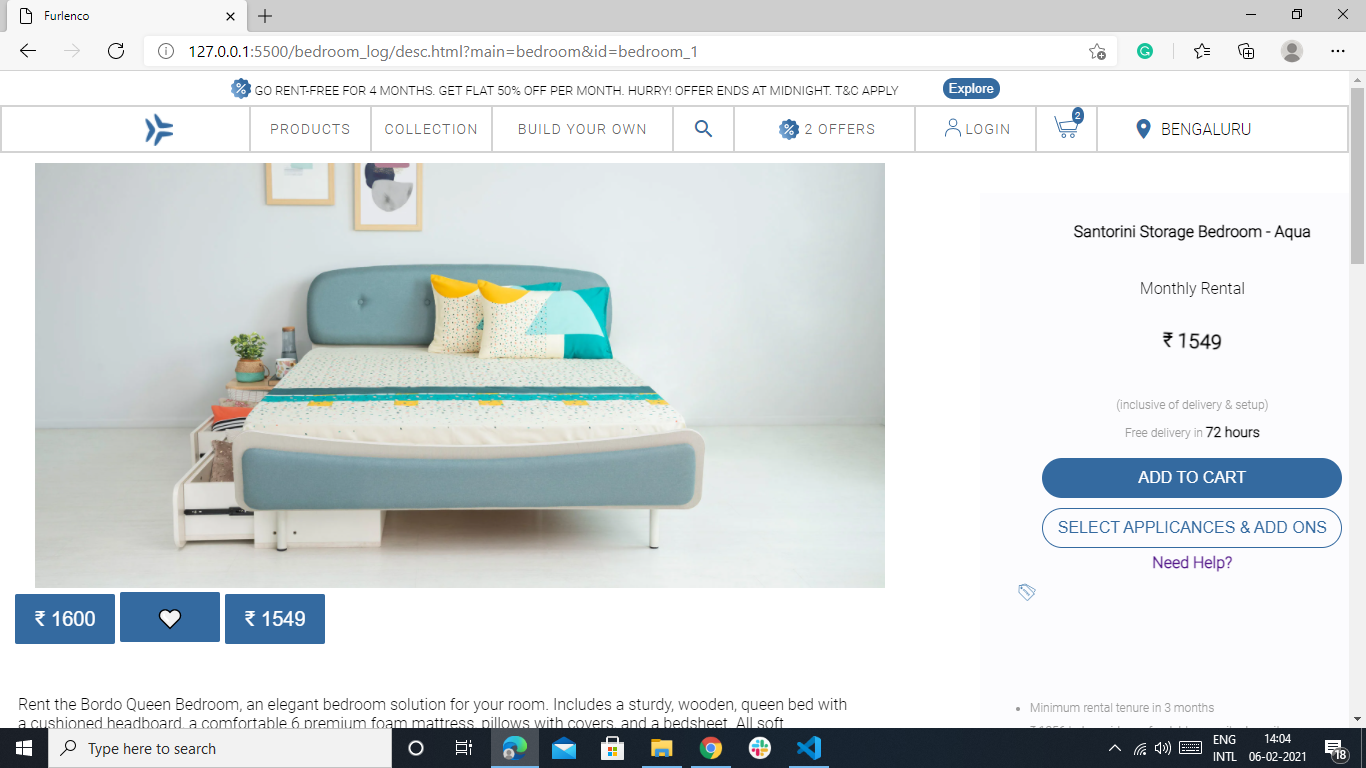 Furlenco
127.0.0.1:5500/bedroom_log/desc.html?main=bedroom&id=bedroom_1
GO RENT-FREE FOR 4 MONTHS. GET FLAT 50% OFF PER MONTH. HURRY! OFFER ENDS AT MIDNIGHT. T&C APPLY
Explore
PRODUCTS
COLLECTION
BUILD YOUR OWN
2 OFFERS
LOGIN
2
BENGALURU
Santorini Storage Bedroom - Aqua
Monthly Rental
₹ 1549
(inclusive of delivery & setup)
Free delivery in 72 hours
ADD TO CART
SELECT APPLICANCES & ADD ONS
Need Help?
₹ 1600
₹ 1549
Rent the Bordo Queen Bedroom, an elegant bedroom solution for your room. Includes a sturdy, wooden, queen bed with
a cushioned headboard, a comfortable 6 premium foam mattress, pillows with covers, and a bedsheet. All soft
Minimum rental tenure in 3 months
Type here to search
ENG
INTL
14:04
06-02-2021
18